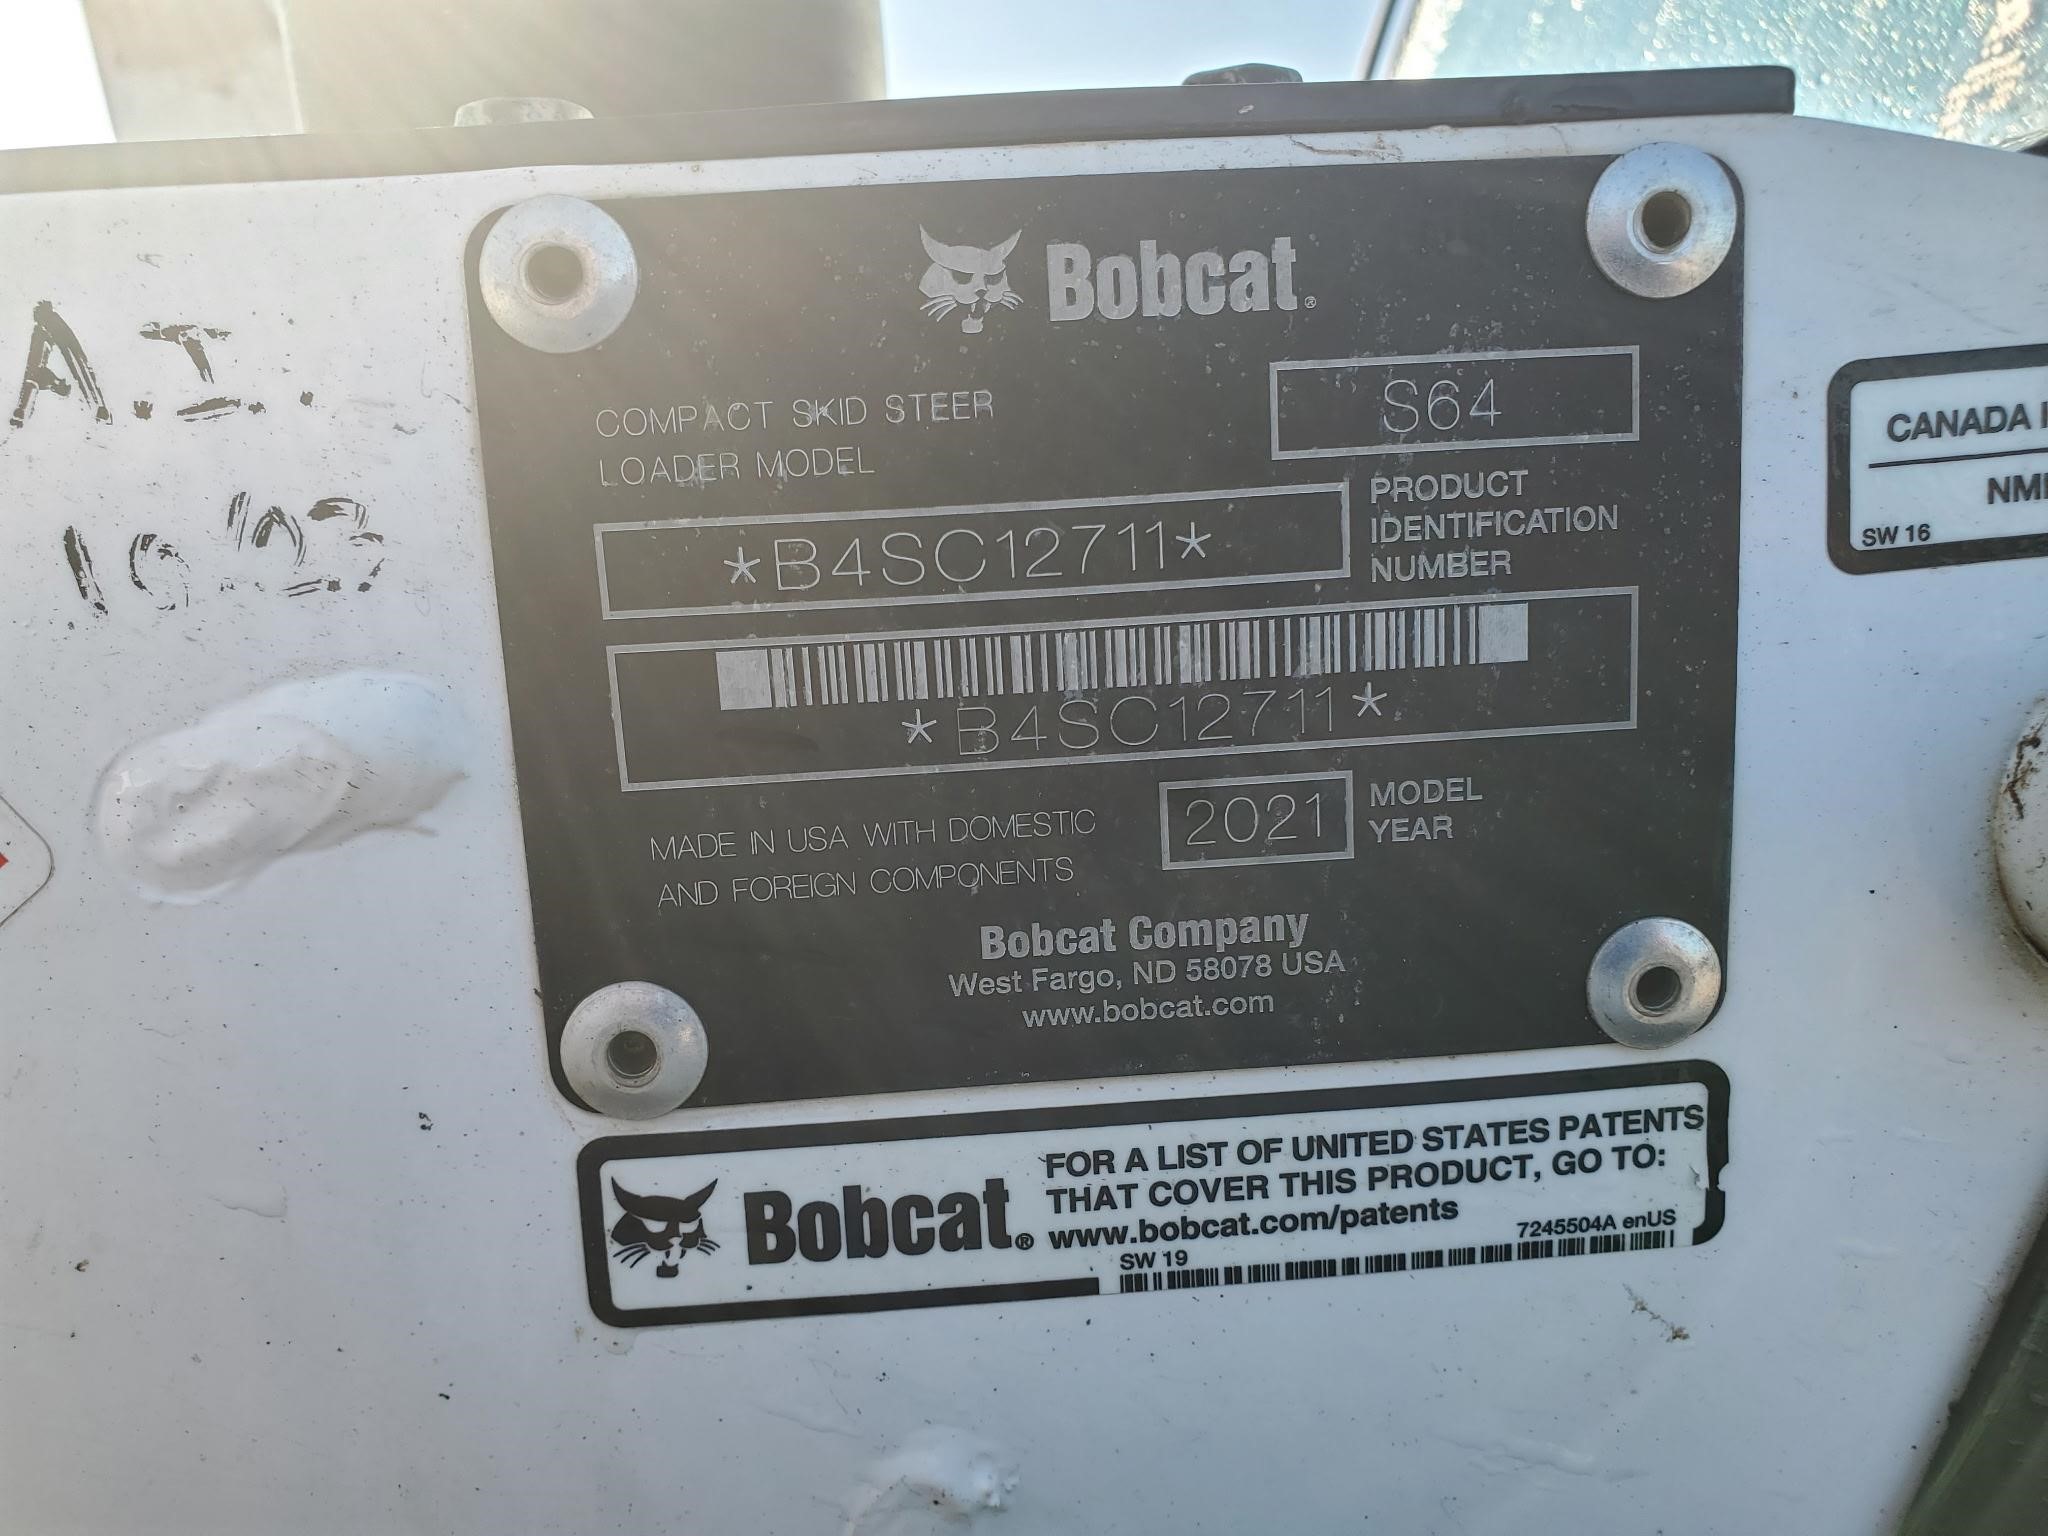 A.I.
10/03
Bobcat®
COMPACT SKID STEER
LOADER MODEL
S64
*B4SC12711*
PRODUCT
IDENTIFICATION
NUMBER
*B4SC12711*
MADE IN USA WITH DOMESTIC
AND FOREIGN COMPONENTS
2021
MODEL
YEAR
Bobcat Company
West Fargo, ND 58078 USA
www.bobcat.com
CANADA
SW 16
Bobcat®
FOR A LIST OF UNITED STATES PATENTS
THAT COVER THIS PRODUCT, GO TO:
www.bobcat.com/patents
7245504A enUS
SW 19